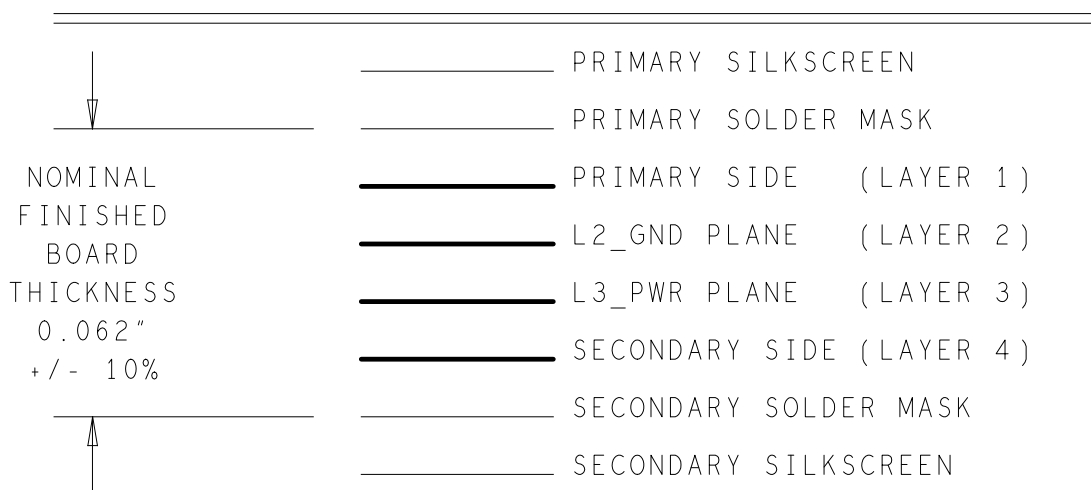 PRIMARY SILKSCREEN
PRIMARY SOLDER MASK
NOMINAL
FINISHED
BOARD
THICKNESS
0.062"
+/- 10%
PRIMARY SIDE (LAYER 1)
L2_GND PLANE (LAYER 2)
L3_PWR PLANE (LAYER 3)
SECONDARY SIDE (LAYER 4)
SECONDARY SOLDER MASK
SECONDARY SILKSCREEN